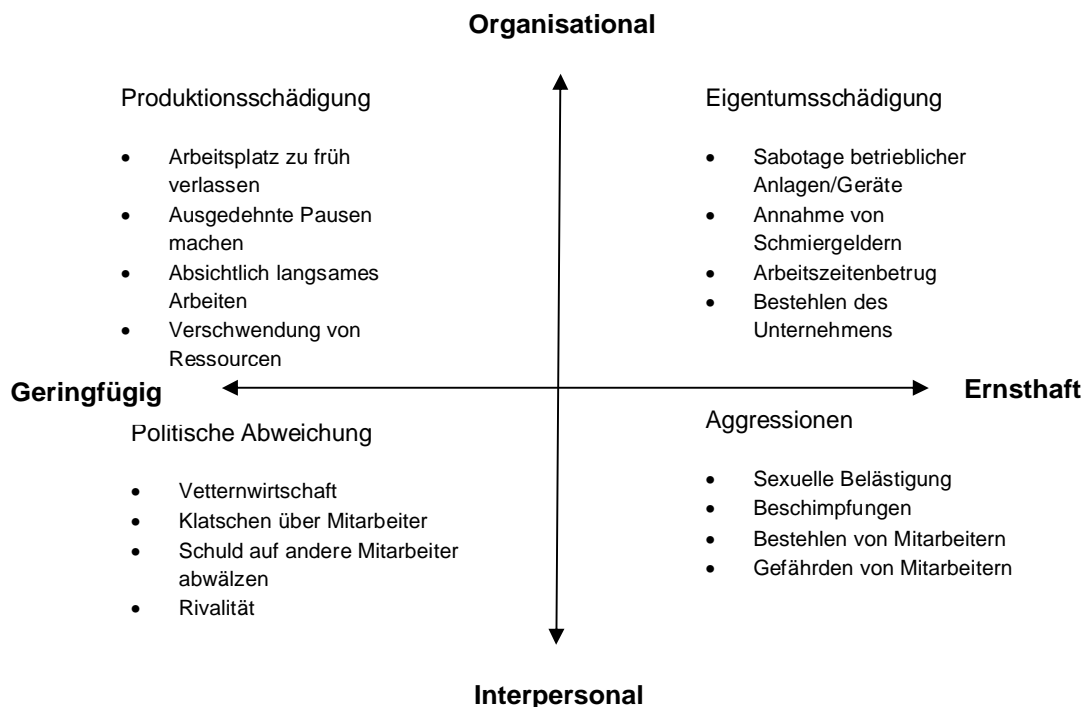 Organisational
Produktionsschädigung
• Arbeitsplatz zu früh
verlassen
• Ausgedehnte Pausen
machen
• Absichtlich langsames
Arbeiten
• Verschwendung von
Ressourcen
Eigentumsschädigung
• Sabotage betrieblicher
Anlagen/Geräte
• Annahme von
Schmiergeldern
• Arbeitszeitenbetrug
• Bestehlen des
Unternehmens
Geringfügig
Ernsthaft
Politische Abweichung
• Vetternwirtschaft
• Klatschen über Mitarbeiter
• Schuld auf andere Mitarbeiter
abwälzen
• Rivalität
Aggressionen
• Sexuelle Belästigung
• Beschimpfungen
• Bestehlen von Mitarbeitern
• Gefährden von Mitarbeitern
Interpersonal